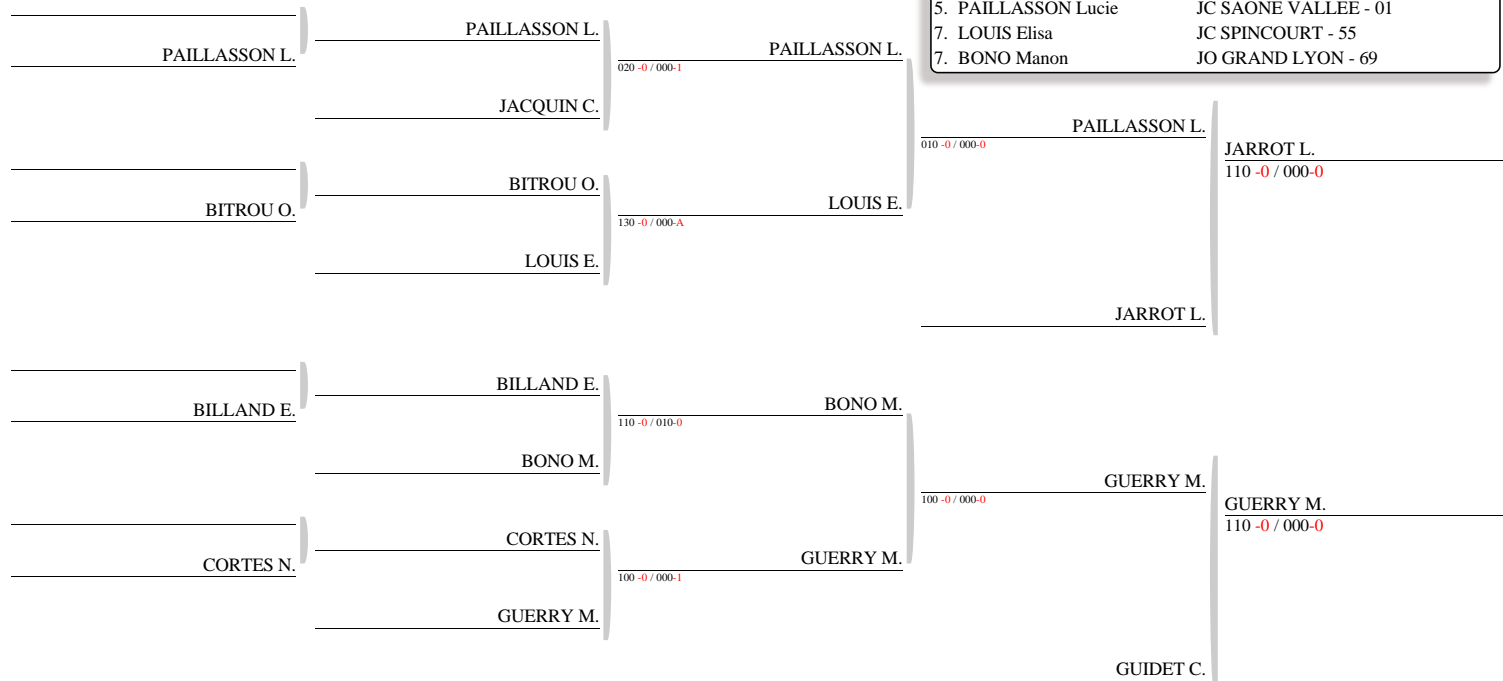 5. PAILLASSON Lucie JC SAONE VALLEE - 01
7. LOUIS Elisa JC SPINCOURT - 55
7. BONO Manon JO GRAND LYON - 69
PAILLASSON L.
PAILLASSON L.
JACQUIN C.
PAILLASSON L.
020 -0 / 000-1
BITROU O.
BITROU O.
LOUIS E.
LOUIS E.
130 -0 / 000-A
PAILLASSON L.
010 -0 / 000-0
JARROT L.
JARROT L.
110 -0 / 000-0
BILLAND E.
BILLAND E.
BONO M.
BONO M.
110 -0 / 010-0
CORTES N.
CORTES N.
GUERRY M.
GUERRY M.
100 -0 / 000-1
GUERRY M.
100 -0 / 000-0
GUIDET C.
GUERRY M.
110 -0 / 000-0